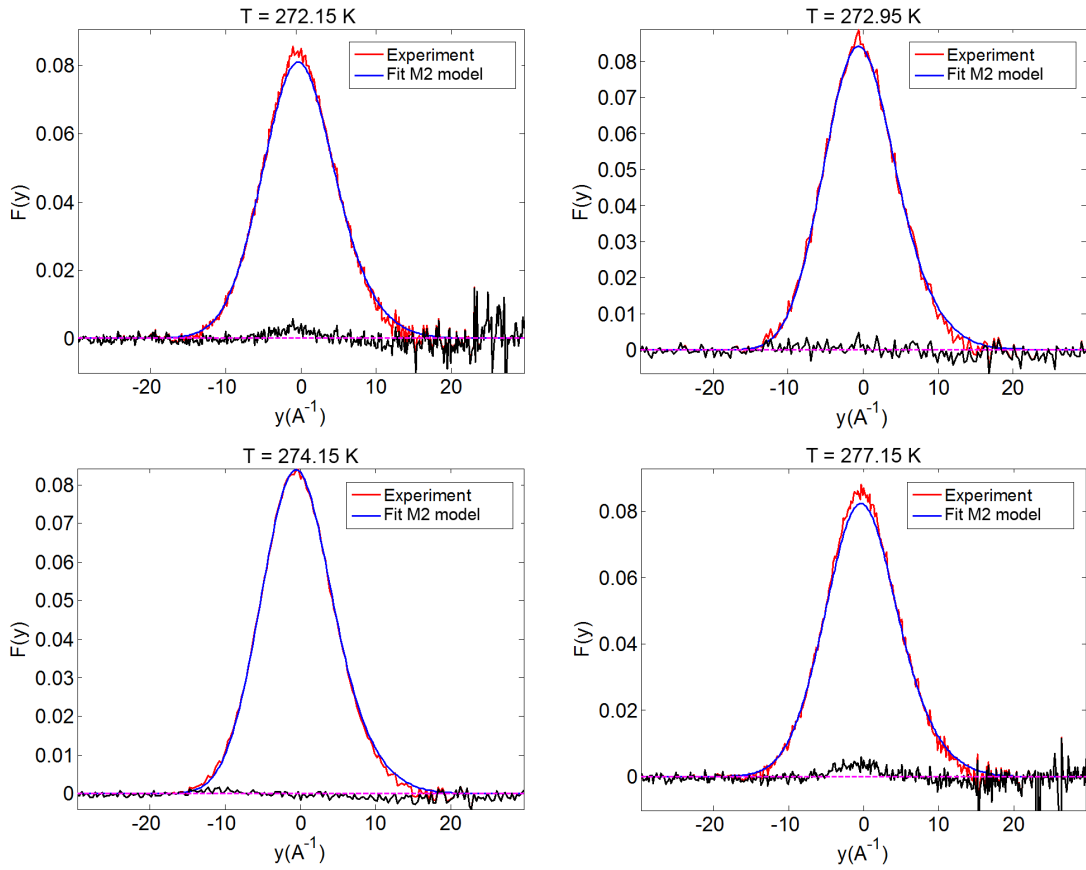 T = 272.15 K
Experiment
Fit M2 model
F(y)
0.08
0.06
0.04
0.02
0
-20
-10
0
10
20
y(A^-1)
T = 272.95 K
Experiment
Fit M2 model
F(y)
0.08
0.07
0.06
0.05
0.04
0.03
0.02
0.01
0
-20
-10
0
10
20
y(A^-1)
T = 274.15 K
Experiment
Fit M2 model
F(y)
0.08
0.07
0.06
0.05
0.04
0.03
0.02
0.01
0
-20
-10
0
10
20
y(A^-1)
T = 277.15 K
Experiment
Fit M2 model
F(y)
0.08
0.06
0.04
0.02
0
-20
-10
0
10
20
y(A^-1)